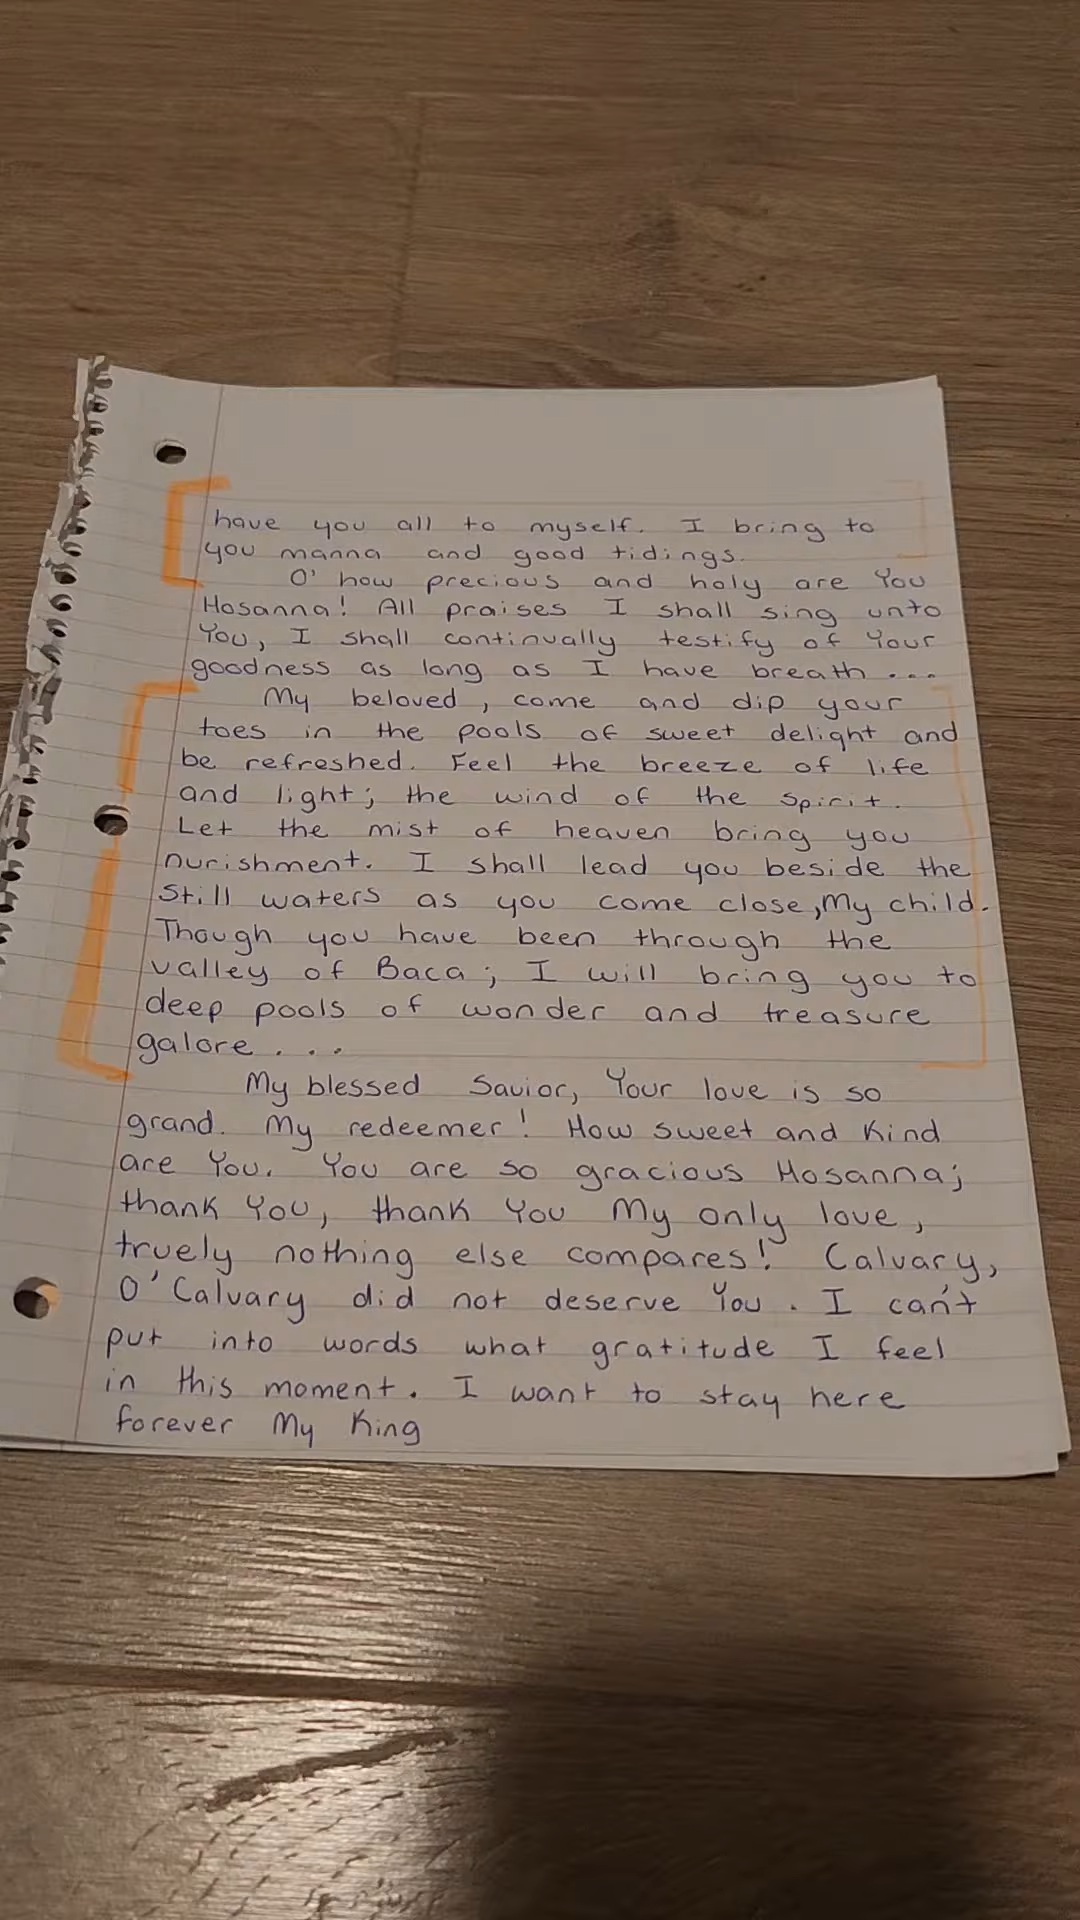 have you all to myself. I bring to
you manna and good tidings.
O' how precious and holy are You
Hosanna! All praises I shall sing unto
You, I shall continually testify of Your
goodness as long as I have breath ...
My beloved, come and dip your
toes in the pools of sweet delight and
be refreshed. Feel the breeze of life
and light; the wind of the Spirit.
Let the mist of heaven bring you
nurishment. I shall lead you beside the
Still waters as you come close, My child.
Though you have been through the
valley of Baca; I will bring you to
deep pools of wonder and treasure
galore ...
My blessed Savior, Your love is so
grand. My redeemer! How sweet and Kind
are You. You are so gracious Hosanna;
thank You, thank You My only love,
truely nothing else compares! Calvary,
O' Calvary did not deserve You. I can't
put into words what gratitude I feel
in this moment. I want to stay here
forever My King